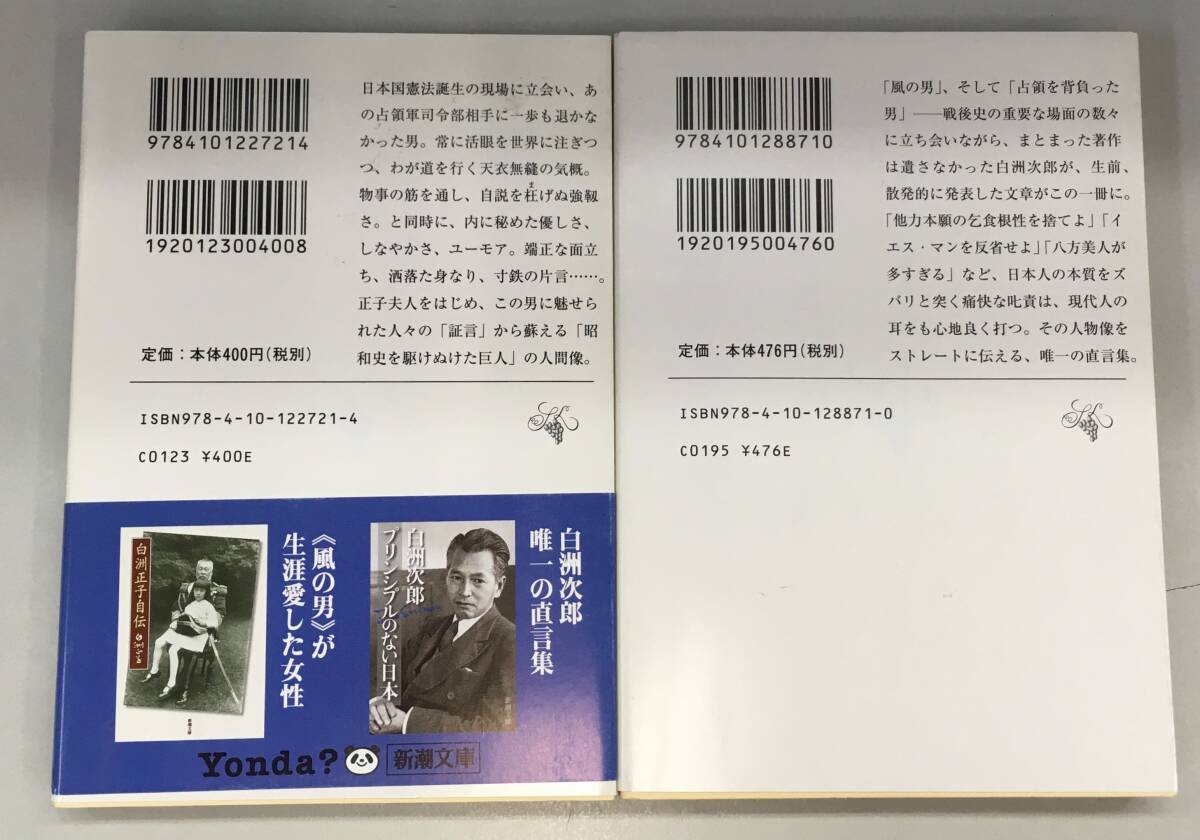 9784101227214
1920123004008
定価：本体400円(税別)
日本国憲法誕生の現場に立会い、あ
の占領軍司令部相手に一歩も退かな
かった男。常に活眼を世界に注ぎつ
つ、わが道を行く天衣無縫の気概。
物事の筋を通し、自説を枉げぬ強靱
ま
さ。と同時に、内に秘めた優しさ、
しなやかさ、ユーモア。端正な面立
ち、洒落た身なり、寸鉄の片言……。
正子夫人をはじめ、この男に魅せら
れた人々の「証言」から蘇える「昭
和史を駆けぬけた巨人」の人間像。
ISBN978-4-10-122721-4
C0123 ¥400E
白洲次郎
唯一の直言集
白洲次郎
プリンシプルのない日本
新潮文庫
《風の男》が
生涯愛した女性
白洲正子自伝
新潮文庫
Yonda?
新潮文庫
9784101288710
1920195004760
定価：本体476円(税別)
「風の男」、そして「占領を背負った
男」――戦後史の重要な場面の数々
に立ち会いながら、まとまった著作
は遺さなかった白洲次郎が、生前、
散発的に発表した文章がこの一冊に。
「他力本願の乞食根性を捨てよ」「イ
エス・マンを反省せよ」「八方美人が
多すぎる」など、日本人の本質をズ
バリと突く痛快な叱責は、現代人の
耳をも心地良く打つ。その人物像を
ストレートに伝える、唯一の直言集。
ISBN978-4-10-128871-0
C0195 ¥476E